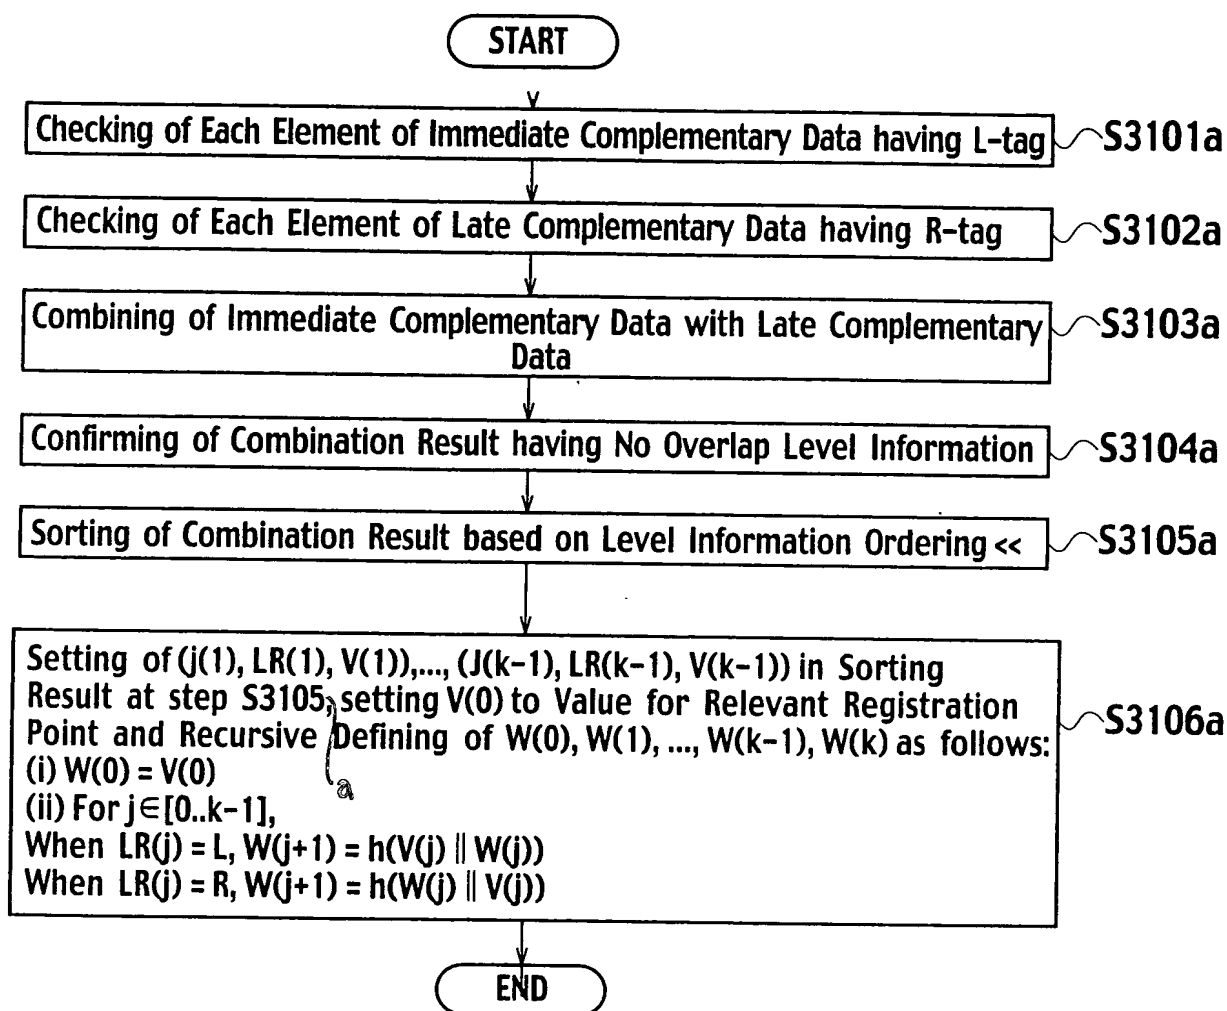 START
Checking of Each Element of Immediate Complementary Data having L-tag
S3101a
Checking of Each Element of Late Complementary Data having R-tag
S3102a
Combining of Immediate Complementary Data with Late Complementary
Data
S3103a
Confirming of Combination Result having No Overlap Level Information
S3104a
Sorting of Combination Result based on Level Information Ordering <<
S3105a
Setting of (j(1), LR(1), V(1)),..., (J(k-1), LR(k-1), V(k-1)) in Sorting
Result at step S3105, setting V(0) to Value for Relevant Registration
Point and Recursive Defining of W(0), W(1), ..., W(k-1), W(k) as follows:
(i) W(0) = V(0)
a
(ii) For j∈[0..k-1],
When LR(j) = L, W(j+1) = h(V(j) || W(j))
When LR(j) = R, W(j+1) = h(W(j) || V(j))
S3106a
END